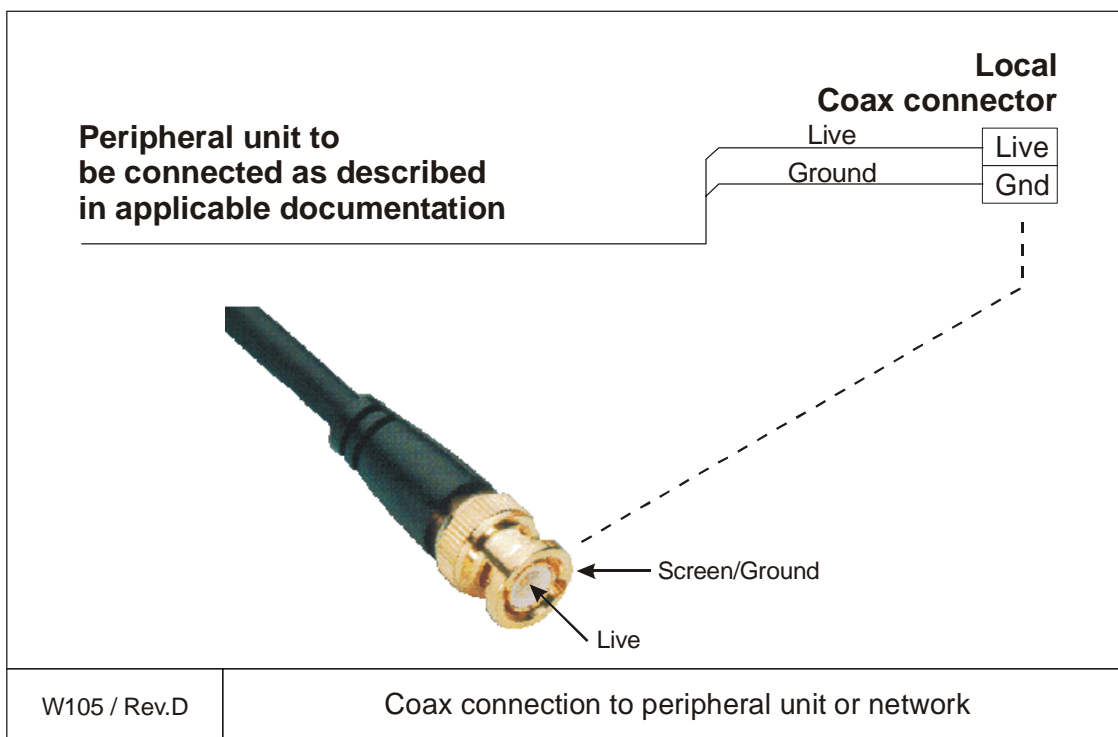 Local
Coax connector
Peripheral unit to
be connected as described
in applicable documentation
Live
Live
Ground
Gnd
Screen/Ground
Live
W105 / Rev.D
Coax connection to peripheral unit or network